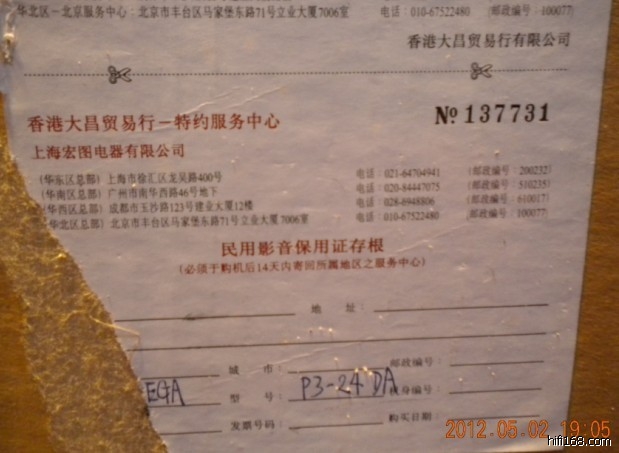 华北区－北京服务中心：北京市丰台区马家堡东路71号立业大厦7006室 电话：010-67522480 (邮政编号：100077)
香港大昌贸易行有限公司
香港大昌贸易行－特约服务中心 № 137731
上海宏图电器有限公司
(华东区总部) 上海市徐汇区龙吴路400号 电话：021-64704941 (邮政编号：200232)
(华南区总部) 广州市南华西路46号地下 电话：020-84447075 (邮政编号：510235)
(华西区总部) 成都市玉沙路123号建业大厦12楼 电话：028-6948806 (邮政编号：610017)
华北区总部) 北京市丰台区马家堡东路71号立业大厦 7006室 电话：010-67522480 (邮政编号：100077)
民用影音保用证存根
(必须于购机后14天内寄回所属地区之服务中心)
地址：
城市： 邮政编号：
EGA 型号： P3-24DA 机身编号：
发票号码： 购买日期：
2012.05.02 19:05
hifi168.com